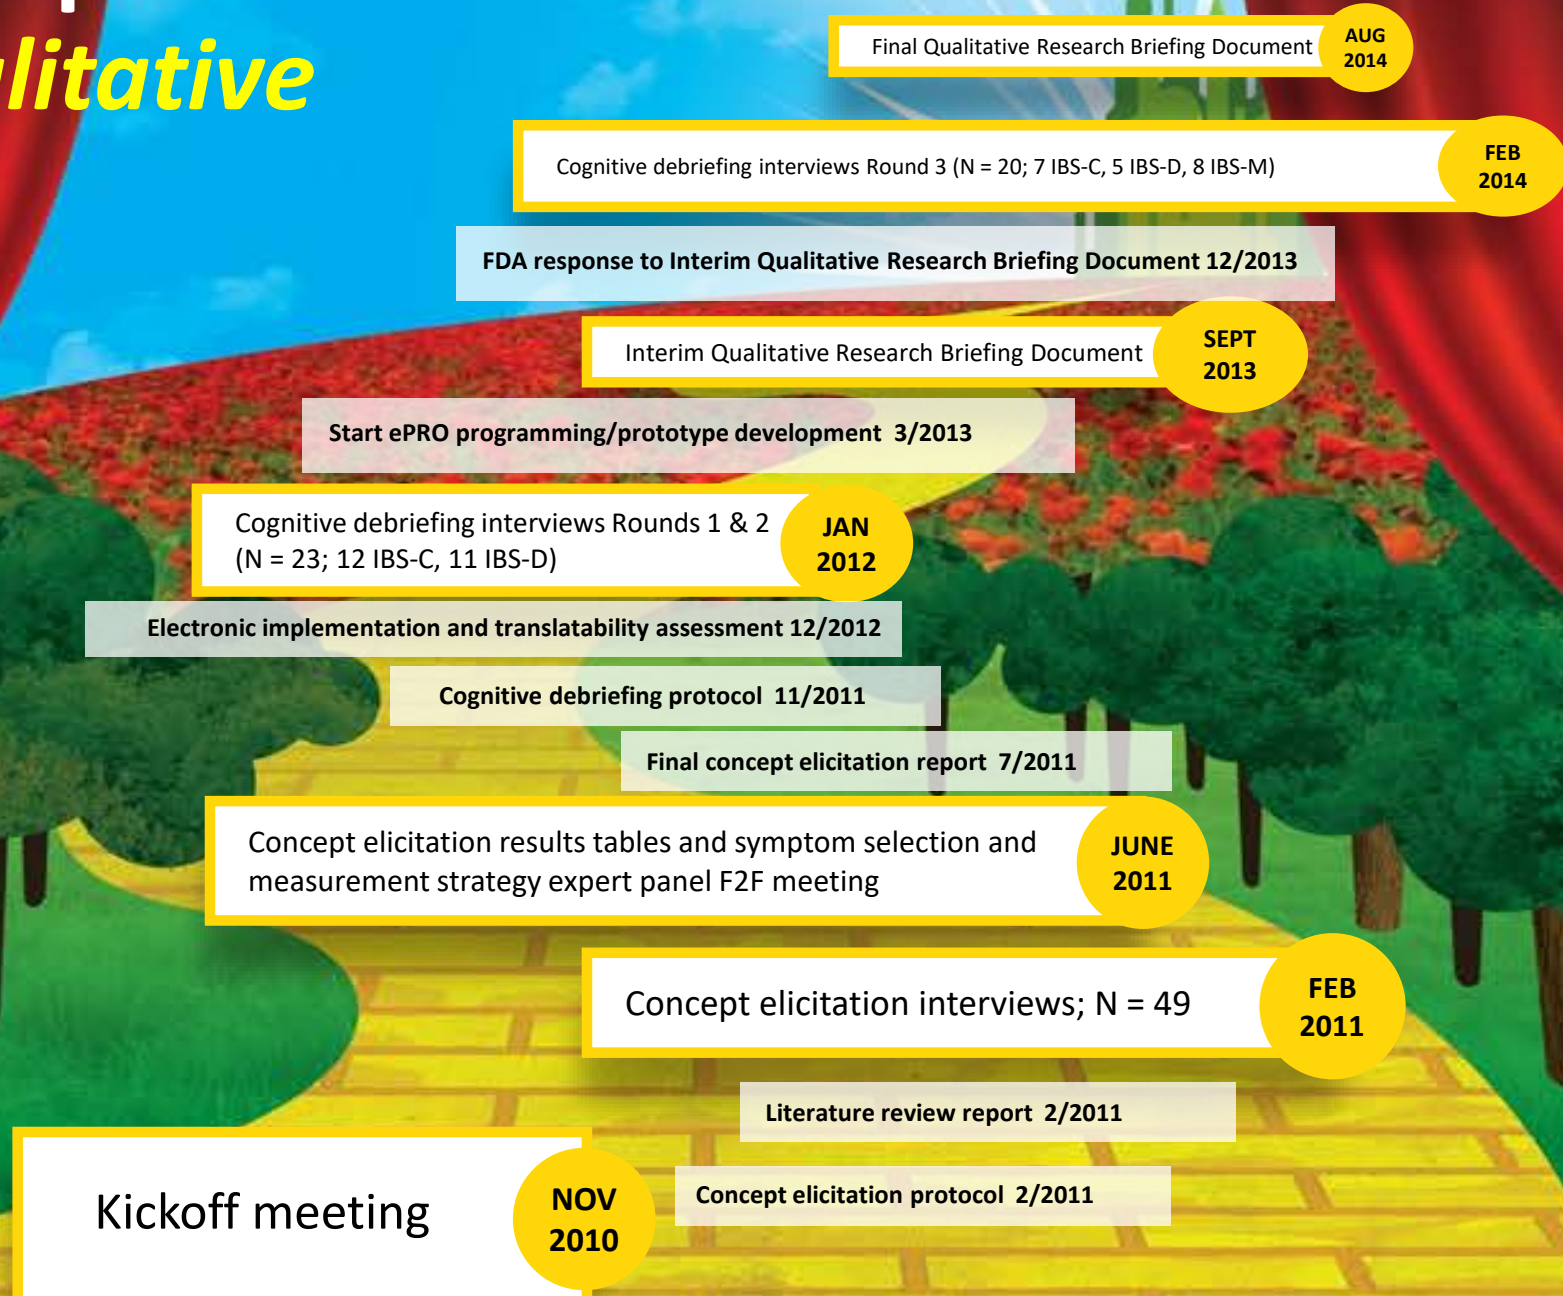 Final Qualitative Research Briefing Document
AUG
2014
Cognitive debriefing interviews Round 3 (N = 20; 7 IBS-C, 5 IBS-D, 8 IBS-M)
FEB
2014
FDA response to Interim Qualitative Research Briefing Document 12/2013
Interim Qualitative Research Briefing Document
SEPT
2013
Start ePRO programming/prototype development 3/2013
Cognitive debriefing interviews Rounds 1 & 2
(N = 23; 12 IBS-C, 11 IBS-D)
JAN
2012
Electronic implementation and translatability assessment 12/2012
Cognitive debriefing protocol 11/2011
Final concept elicitation report 7/2011
Concept elicitation results tables and symptom selection and
measurement strategy expert panel F2F meeting
JUNE
2011
Concept elicitation interviews; N = 49
FEB
2011
Literature review report 2/2011
Concept elicitation protocol 2/2011
Kickoff meeting
NOV
2010